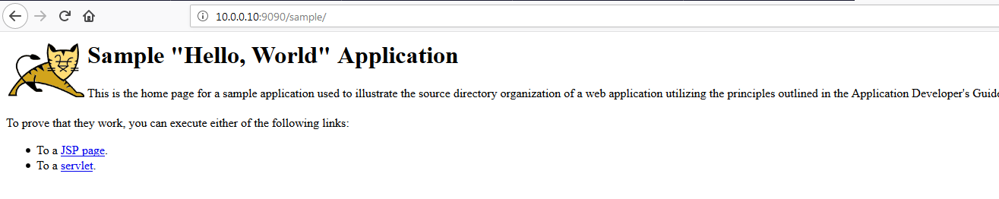 10.0.0.10:9090/sample/
Sample "Hello, World" Application
This is the home page for a sample application used to illustrate the source directory organization of a web application utilizing the principles outlined in the Application Developer's
To prove that they work, you can execute either of the following links:
To a JSP page.
To a servlet.